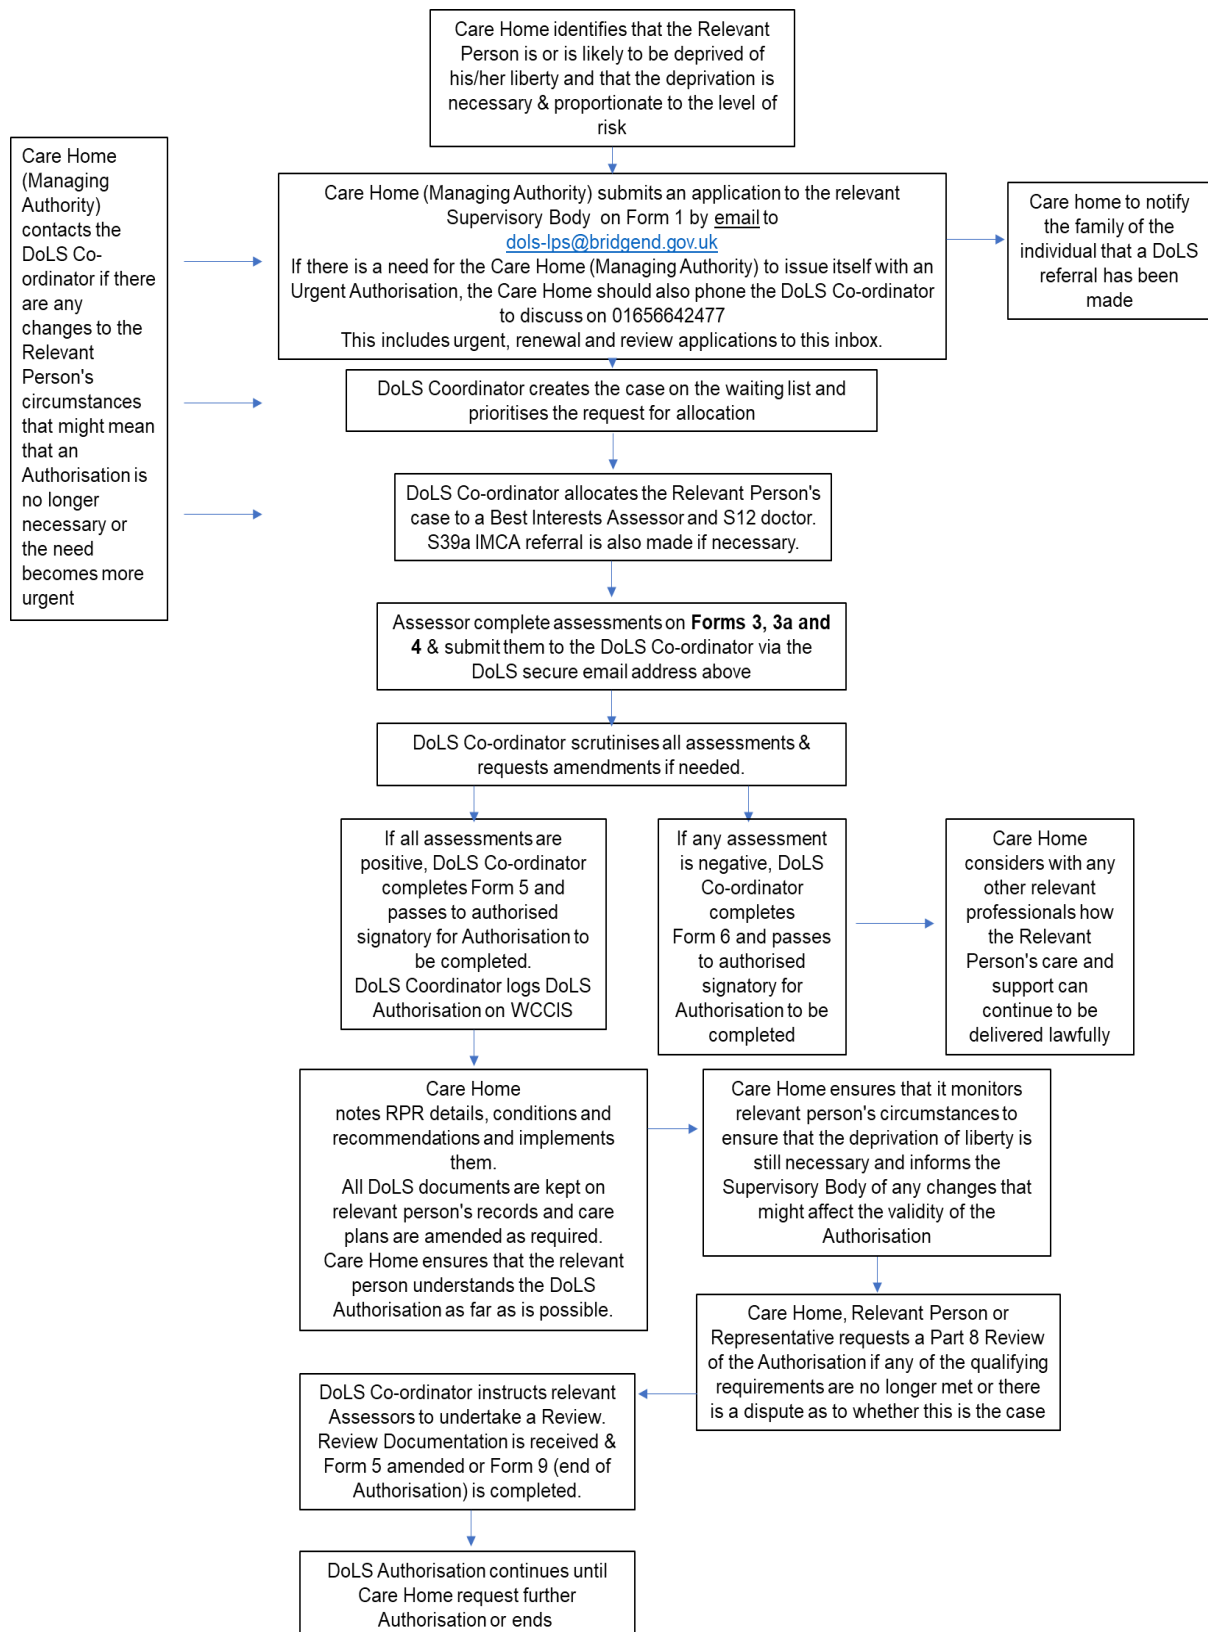 Care Home identifies that the Relevant
Person is or is likely to be deprived of
his/her liberty and that the deprivation is
necessary & proportionate to the level of
risk
Care Home
(Managing
Authority)
contacts the
DoLS Co-
ordinator if there
are any
changes to the
Relevant
Person's
circumstances
that might mean
that an
Authorisation is
no longer
necessary or
the need
becomes more
urgent
Care Home (Managing Authority) submits an application to the relevant
Supervisory Body on Form 1 by email to
dols-lps@bridgend.gov.uk
If there is a need for the Care Home (Managing Authority) to issue itself with an
Urgent Authorisation, the Care Home should also phone the DoLS Co-ordinator
to discuss on 01656642477
This includes urgent, renewal and review applications to this inbox.
Care home to notify
the family of the
individual that a DoLS
referral has been
made
DoLS Coordinator creates the case on the waiting list and
prioritises the request for allocation
DoLS Co-ordinator allocates the Relevant Person's
case to a Best Interests Assessor and S12 doctor.
S39a IMCA referral is also made if necessary.
Assessor complete assessments on Forms 3, 3a and
4 & submit them to the DoLS Co-ordinator via the
DoLS secure email address above
DoLS Co-ordinator scrutinises all assessments &
requests amendments if needed.
If all assessments are
positive, DoLS Co-ordinator
completes Form 5 and
passes to authorised
signatory for Authorisation to
be completed.
DoLS Coordinator logs DoLS
Authorisation on WCCIS
If any assessment
is negative, DoLS
Co-ordinator
completes
Form 6 and passes
to authorised
signatory for
Authorisation to be
completed
Care Home
considers with any
other relevant
professionals how
the Relevant
Person's care and
support can
continue to be
delivered lawfully
Care Home
notes RPR details, conditions and
recommendations and implements
them.
All DoLS documents are kept on
relevant person's records and care
plans are amended as required.
Care Home ensures that the relevant
person understands the DoLS
Authorisation as far as is possible.
Care Home ensures that it monitors
relevant person's circumstances to
ensure that the deprivation of liberty is
still necessary and informs the
Supervisory Body of any changes that
might affect the validity of the
Authorisation
Care Home, Relevant Person or
Representative requests a Part 8 Review
of the Authorisation if any of the qualifying
requirements are no longer met or there
is a dispute as to whether this is the case
DoLS Co-ordinator instructs relevant
Assessors to undertake a Review.
Review Documentation is received &
Form 5 amended or Form 9 (end of
Authorisation) is completed.
DoLS Authorisation continues until
Care Home request further
Authorisation or ends